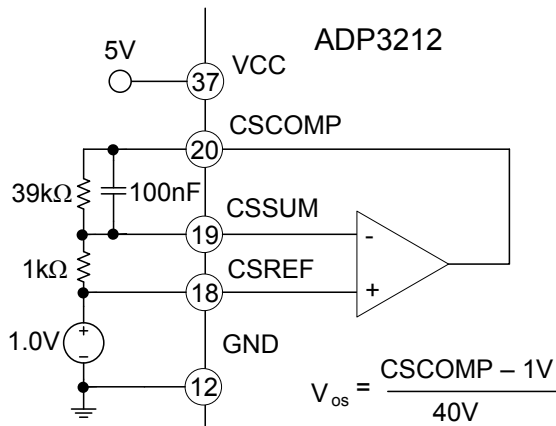 ADP3212
5V
VCC
37
CSCOMP
20
39kΩ
100nF
CSSUM
19
-
1kΩ
CSREF
18
+
1.0V
+
−
GND
12
V os = CSCOMP – 1V
40V